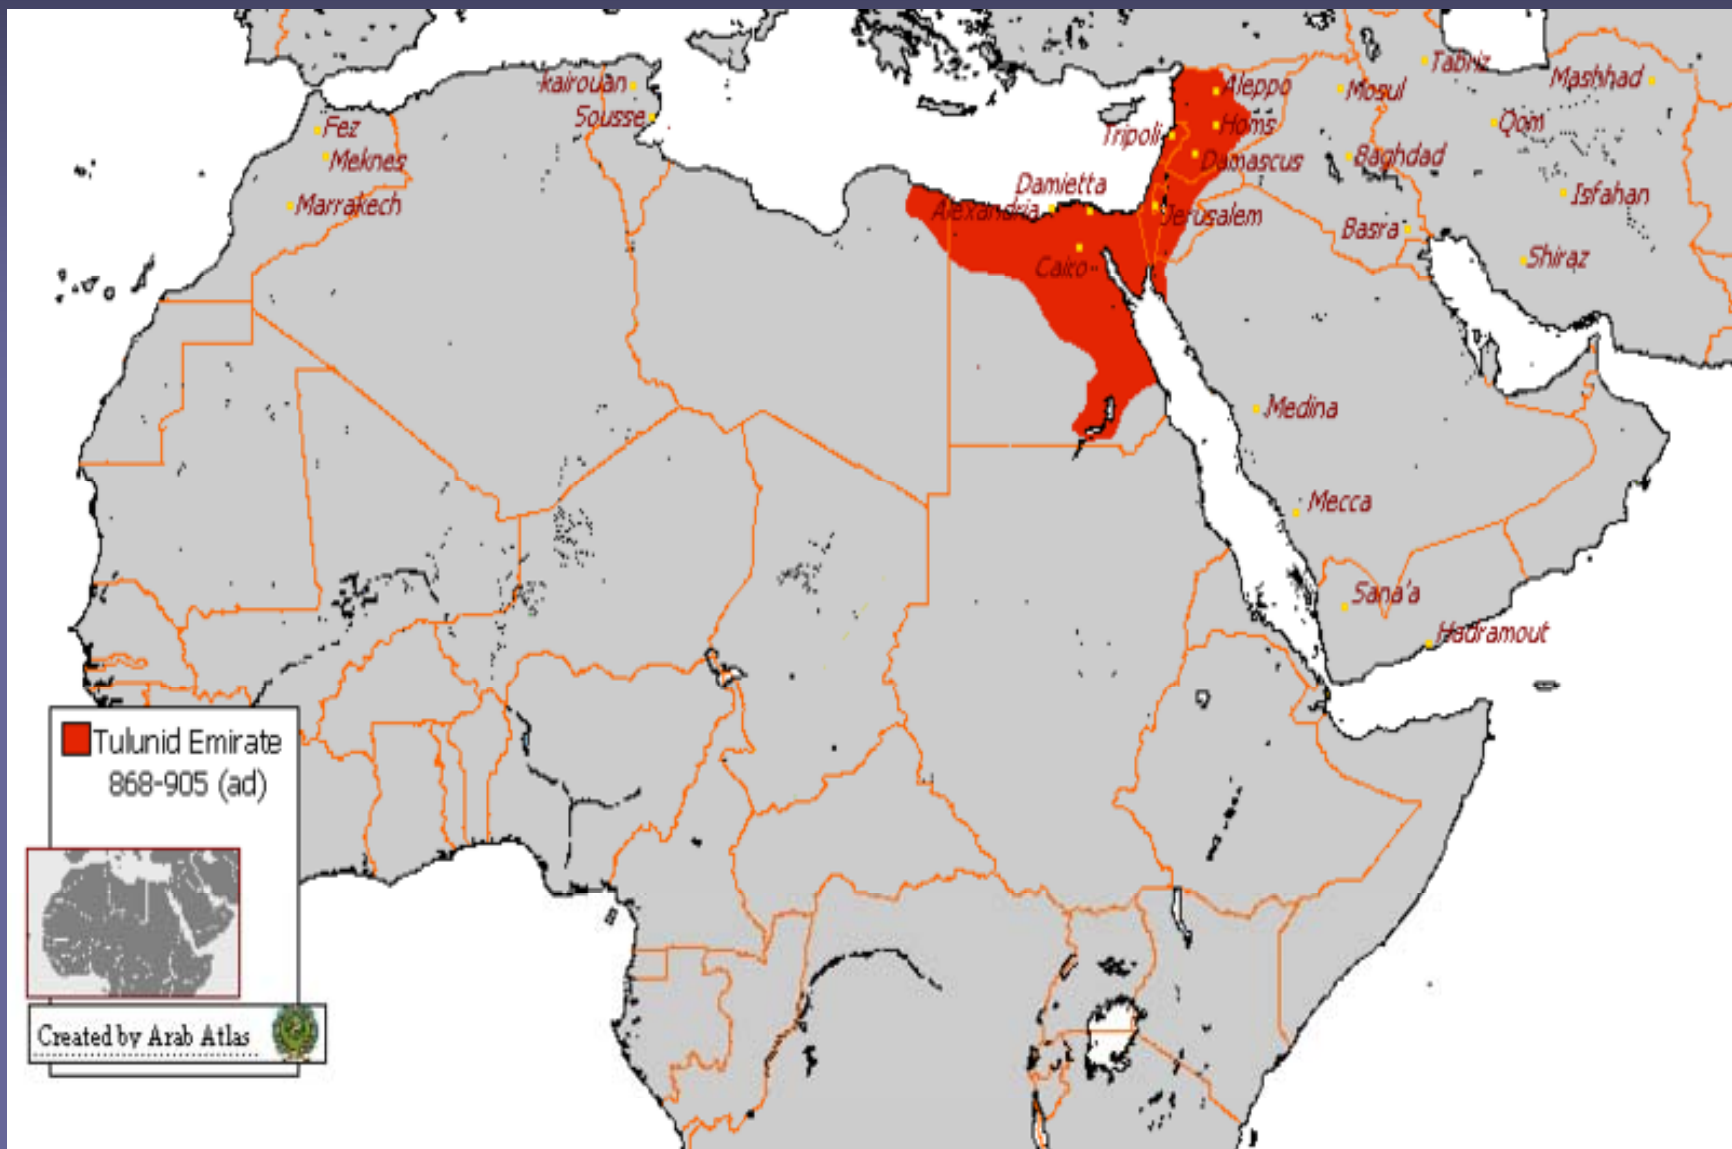 Tabriz
Mashhad
kairouan
Aleppo
Mosul
Sousse
Fez
Tripoli
Homs
Qom
Meknes
Damascus
Baghdad
Damietta
Marrakech
Alexandria
Jerusalem
Isfahan
Basra
Cairo
Shiraz
Medina
Mecca
Sana'a
Hadramout
Tulunid Emirate
868-905 (ad)
Created by Arab Atlas